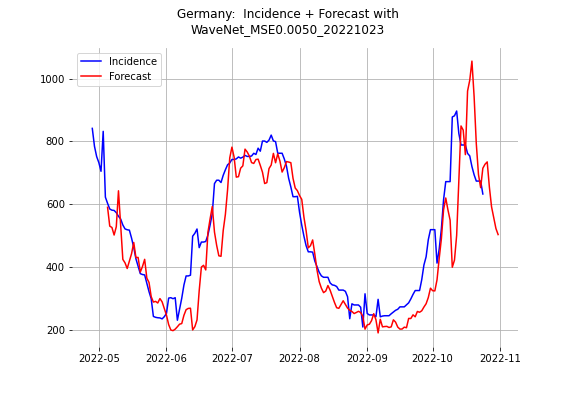 Germany:  Incidence + Forecast with
WaveNet_MSE0.0050_20221023
Incidence
Forecast
1000
800
600
400
200
2022-05 2022-06 2022-07 2022-08 2022-09 2022-10 2022-11